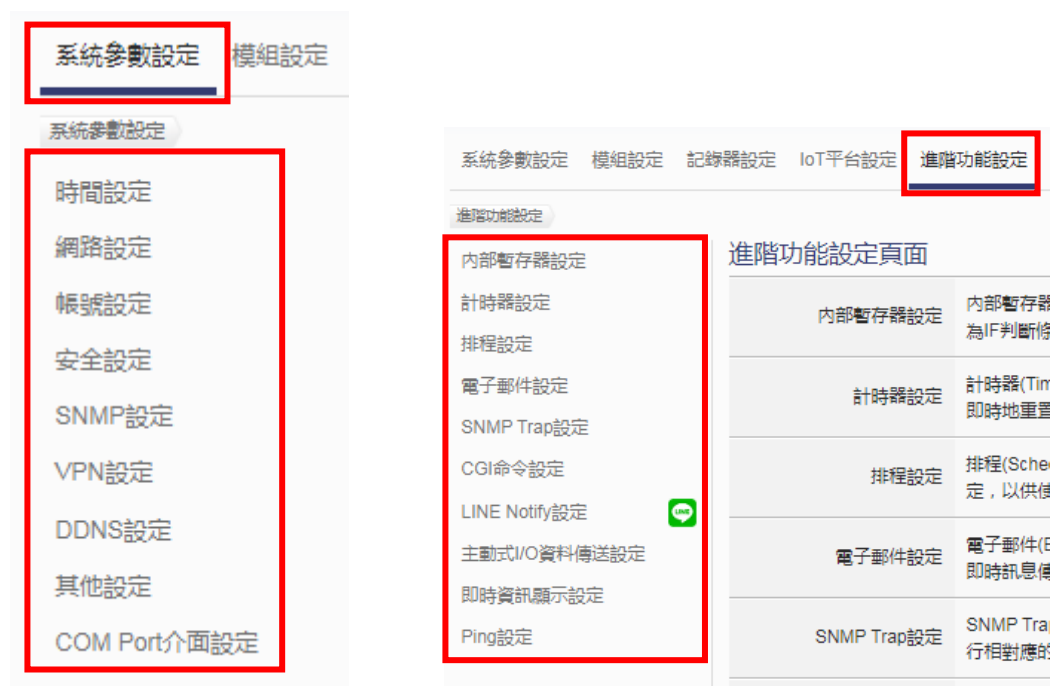 系統參數設定 模組設定
系統參數設定
時間設定
網路設定
帳號設定
安全設定
SNMP設定
VPN設定
DDNS設定
其他設定
COM Port介面設定
系統參數設定 模組設定 記錄器設定 IoT平台設定 進階功能設定
進階功能設定
內部暫存器設定
計時器設定
排程設定
電子郵件設定
SNMP Trap設定
CGI命令設定
LINE Notify設定
LINE
主動式I/O資料傳送設定
即時資訊顯示設定
Ping設定
進階功能設定頁面
內部暫存器設定
內部暫存器
為IF判斷條
計時器設定
計時器(Tim
即時地重置
排程設定
排程(Sche
定，以供使
電子郵件設定
電子郵件(E
即時訊息傳
SNMP Trap設定
SNMP Tra
行相對應的